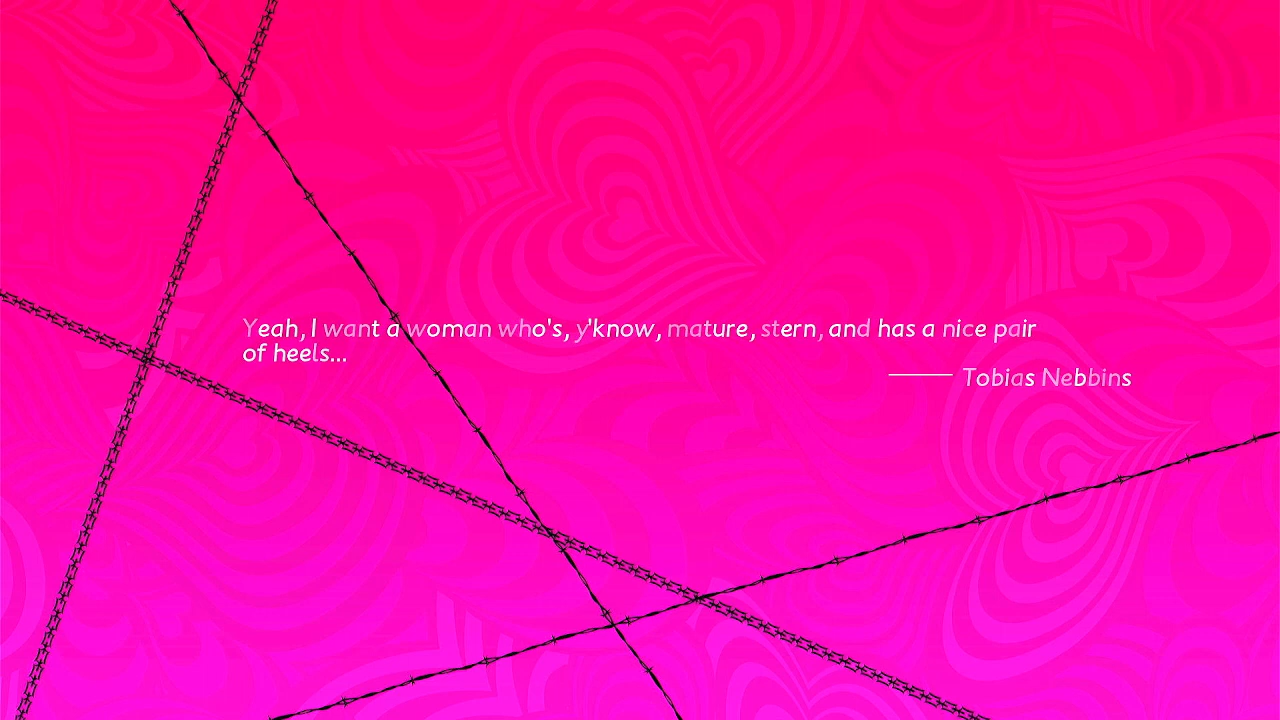 Yeah, I want a woman who's, y'know, mature, stern, and has a nice pair
of heels...
—— Tobias Nebbins